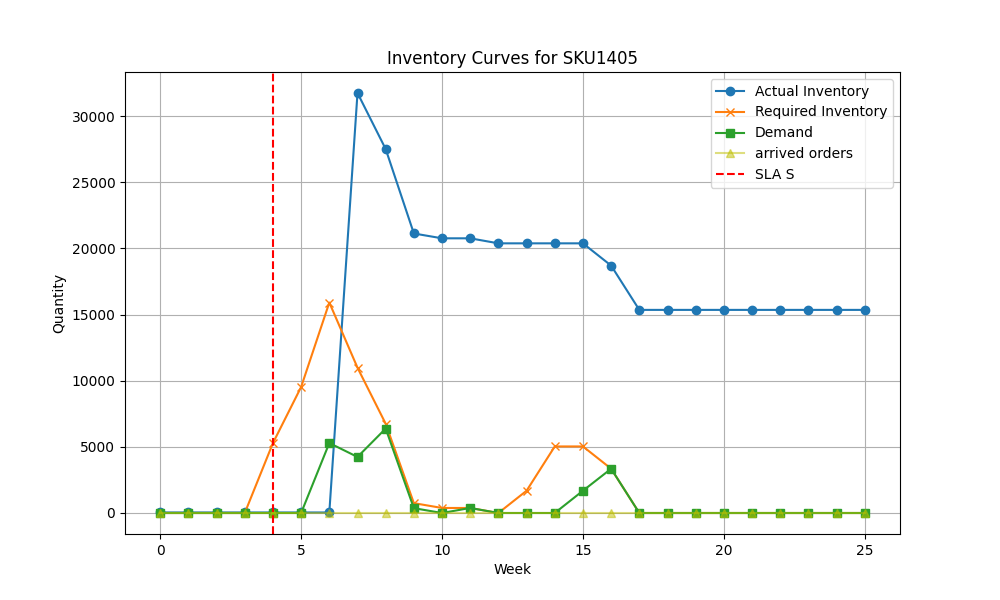 Inventory Curves for SKU1405
Actual Inventory
Required Inventory
Demand
arrived orders
SLA S
Quantity
30000
25000
20000
15000
10000
5000
0
0 5 10 15 20 25
Week